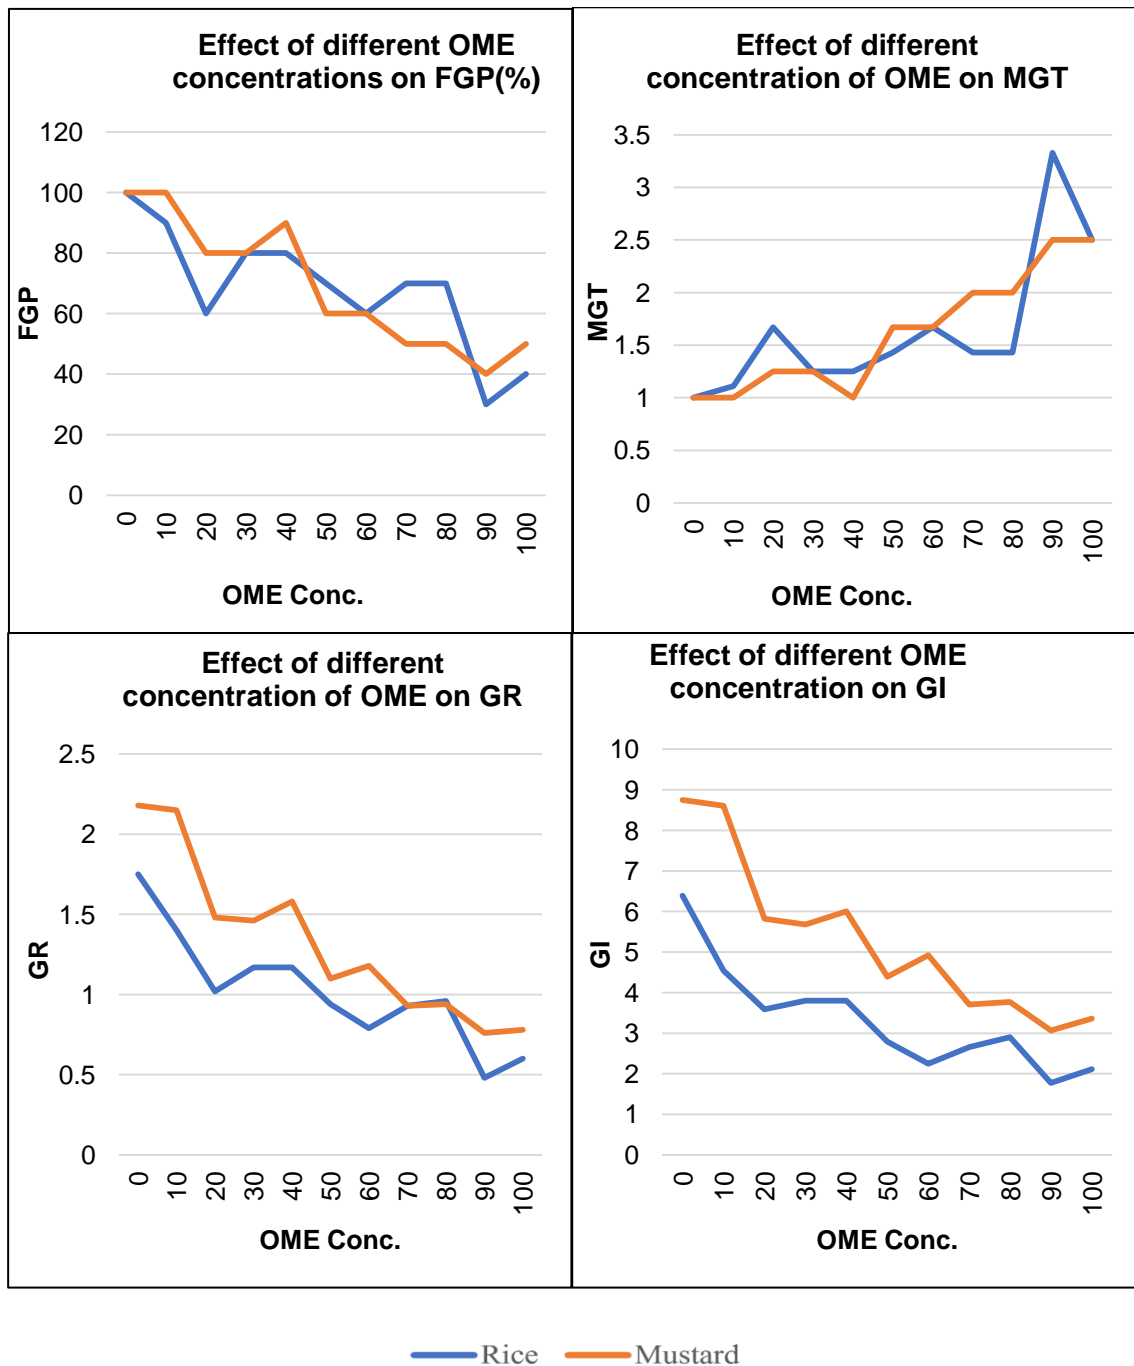 Effect of different OME
concentrations on FGP(%)
120
100
80
60
40
20
0
FGP
0 10 20 30 40 50 60 70 80 90 100
OME Conc.
Effect of different
concentration of OME on MGT
3.5
3
2.5
2
1.5
1
0.5
0
MGT
0 10 20 30 40 50 60 70 80 90 100
OME Conc.
Effect of different
concentration of OME on GR
2.5
2
1.5
1
0.5
0
GR
0 10 20 30 40 50 60 70 80 90 100
OME Conc.
Effect of different OME
concentration on GI
10
9
8
7
6
5
4
3
2
1
0
GI
0 10 20 30 40 50 60 70 80 90 100
OME Conc.
Rice Mustard